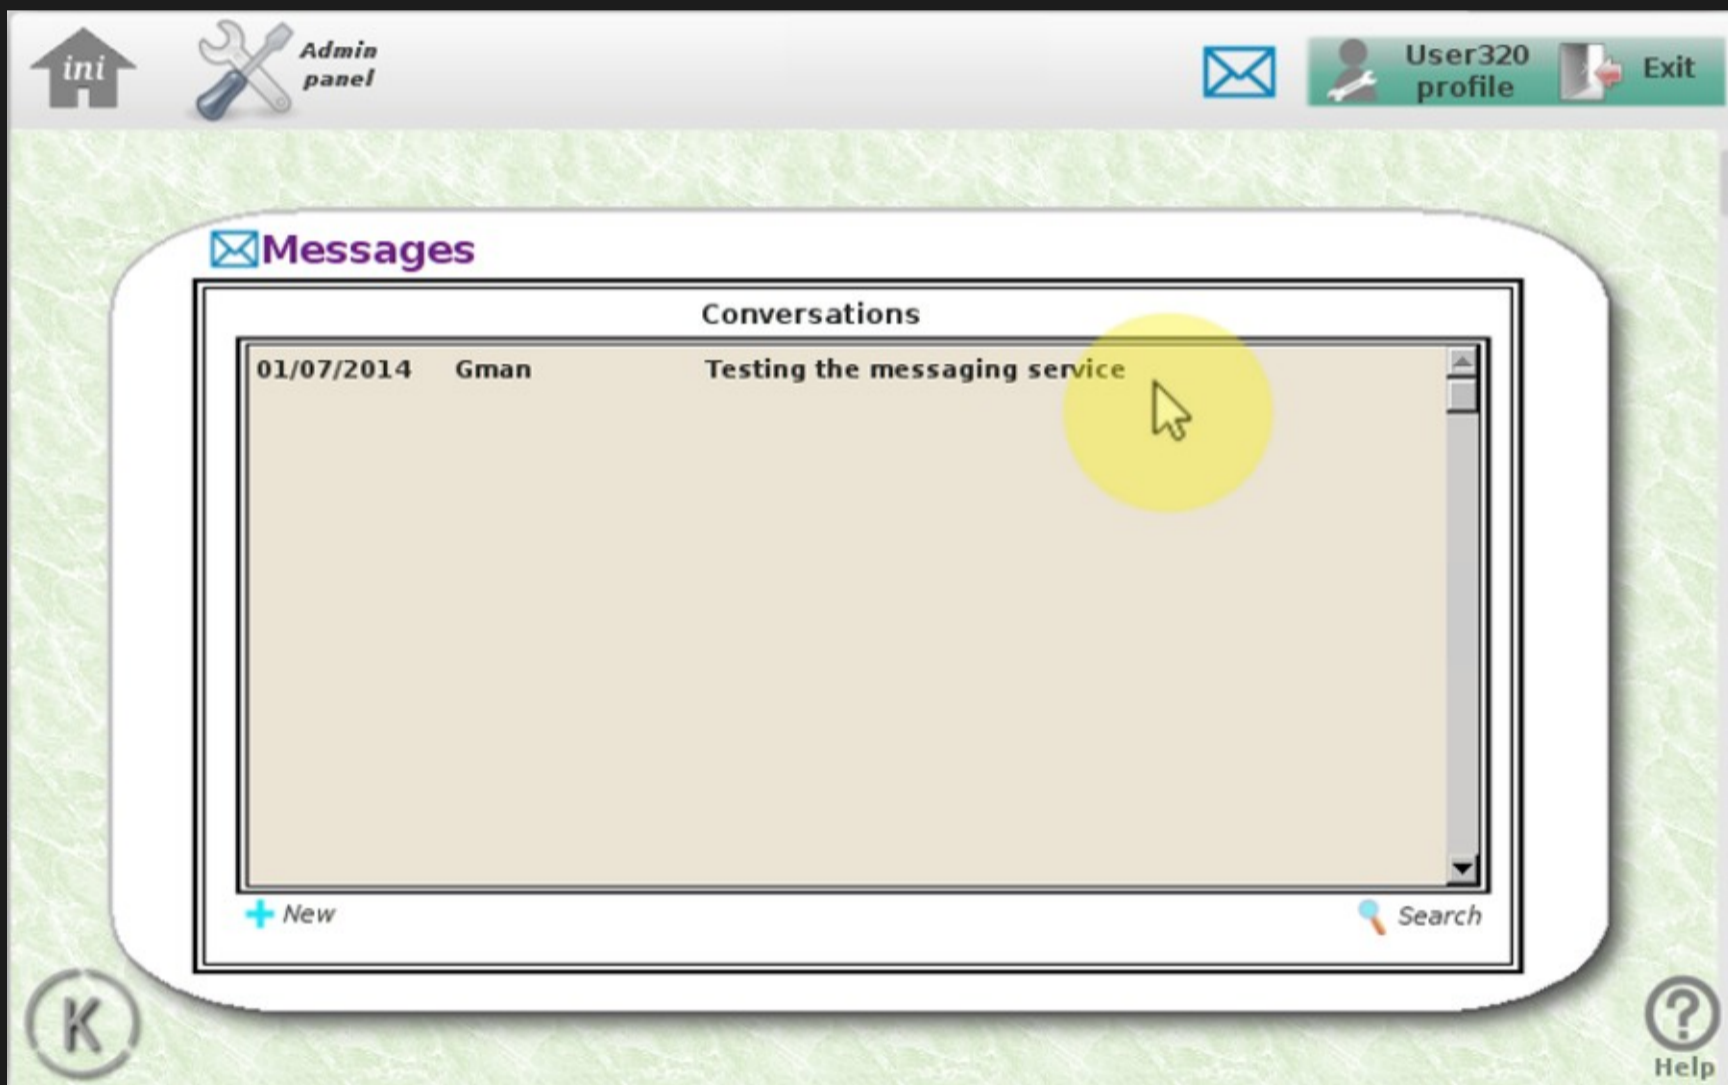 ini
Admin
panel
User320
profile
Exit
Messages
Conversations
01/07/2014 Gman Testing the messaging service
New
Search
K
Help